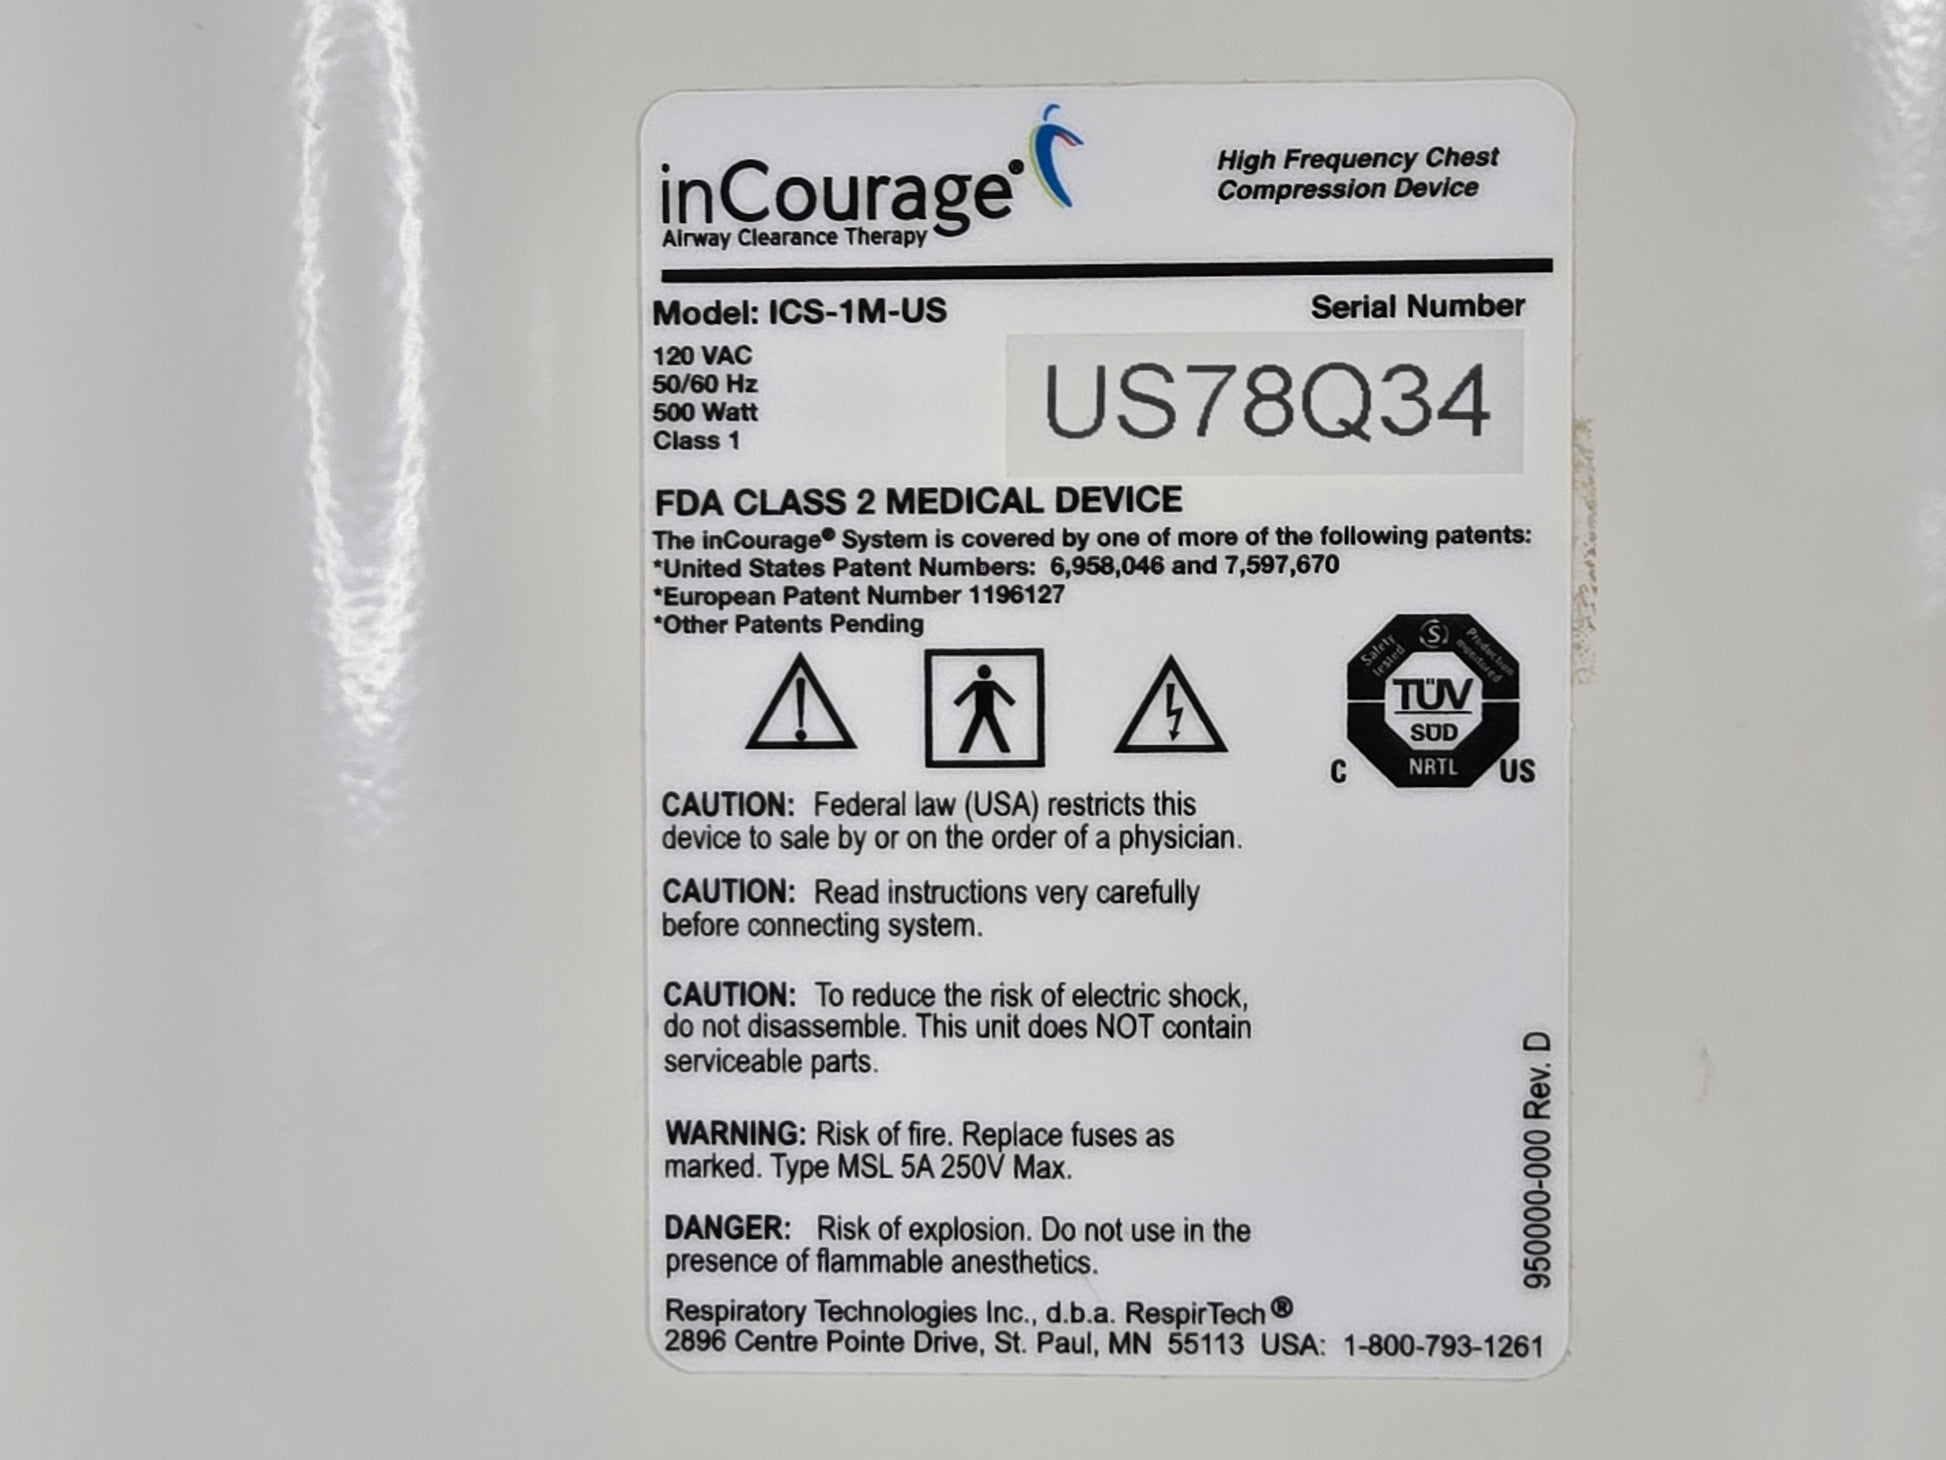 inCourage®
Airway Clearance Therapy
High Frequency Chest
Compression Device
Model: ICS-1M-US
Serial Number
120 VAC
50/60 Hz
500 Watt
Class 1
US78Q34
FDA CLASS 2 MEDICAL DEVICE
The inCourage® System is covered by one of more of the following patents:
*United States Patent Numbers: 6,958,046 and 7,597,670
*European Patent Number 1196127
*Other Patents Pending
Safety
tested
S
Production
monitored
TÜV
SÜD
NRTL
C
US
CAUTION: Federal law (USA) restricts this
device to sale by or on the order of a physician.
CAUTION: Read instructions very carefully
before connecting system.
CAUTION: To reduce the risk of electric shock,
do not disassemble. This unit does NOT contain
serviceable parts.
WARNING: Risk of fire. Replace fuses as
marked. Type MSL 5A 250V Max.
DANGER: Risk of explosion. Do not use in the
presence of flammable anesthetics.
950000-000 Rev. D
Respiratory Technologies Inc., d.b.a. RespirTech®
2896 Centre Pointe Drive, St. Paul, MN 55113 USA: 1-800-793-1261